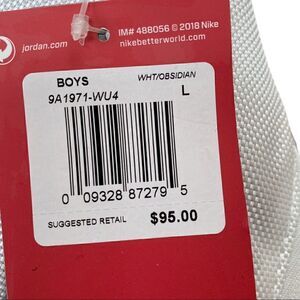 jordan.com
IM# 488056 © 2018 Nike
nikebetterworld.com
BOYS WHT/OBSIDIAN
9A1971-WU4 L
0 09328 87279 5
SUGGESTED RETAIL $95.00